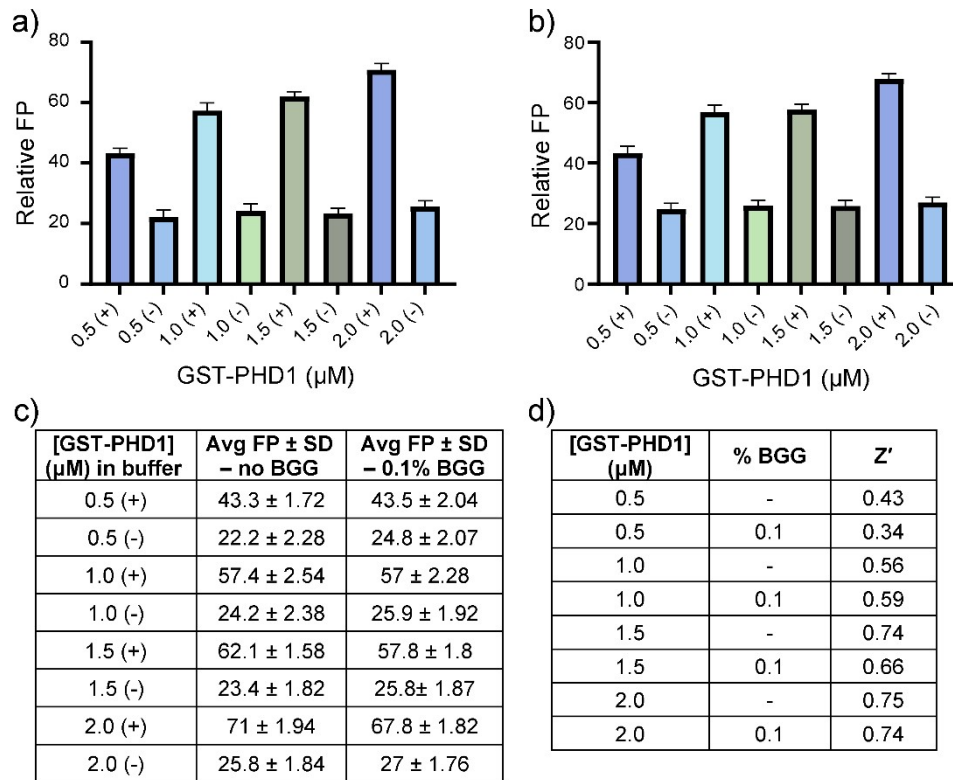 a)
Relative FP
80
60
40
20
0
0.5 (+)
0.5 (-)
1.0 (+)
1.0 (-)
1.5 (+)
1.5 (-)
2.0 (+)
2.0 (-)
GST-PHD1 (µM)
b)
Relative FP
80
60
40
20
0
0.5 (+)
0.5 (-)
1.0 (+)
1.0 (-)
1.5 (+)
1.5 (-)
2.0 (+)
2.0 (-)
GST-PHD1 (µM)
c)
[GST-PHD1] (µM) in buffer | Avg FP ± SD – no BGG | Avg FP ± SD – 0.1% BGG
0.5 (+) 43.3 ± 1.72 43.5 ± 2.04
0.5 (-) 22.2 ± 2.28 24.8 ± 2.07
1.0 (+) 57.4 ± 2.54 57 ± 2.28
1.0 (-) 24.2 ± 2.38 25.9 ± 1.92
1.5 (+) 62.1 ± 1.58 57.8 ± 1.8
1.5 (-) 23.4 ± 1.82 25.8± 1.87
2.0 (+) 71 ± 1.94 67.8 ± 1.82
2.0 (-) 25.8 ± 1.84 27 ± 1.76
d)
[GST-PHD1] (µM) | % BGG | Z′
0.5 - 0.43
0.5 0.1 0.34
1.0 - 0.56
1.0 0.1 0.59
1.5 - 0.74
1.5 0.1 0.66
2.0 - 0.75
2.0 0.1 0.74